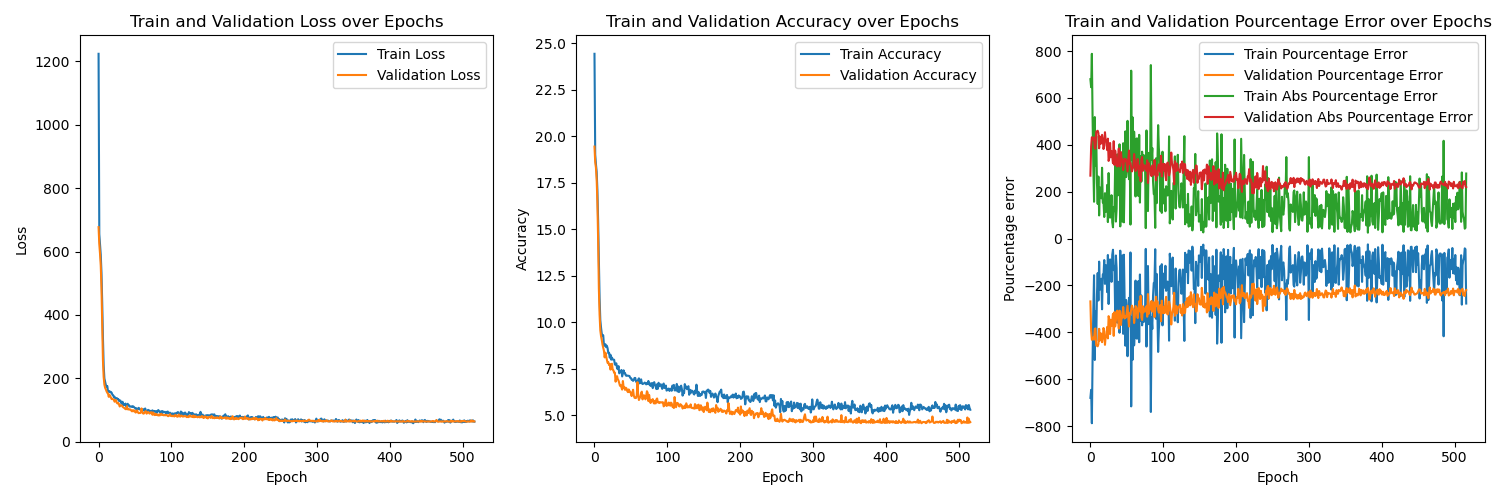 Train and Validation Loss over Epochs
Train Loss
Validation Loss
1200
1000
800
600
400
200
0
Loss
0 100 200 300 400 500
Epoch
Train and Validation Accuracy over Epochs
Train Accuracy
Validation Accuracy
25.0
22.5
20.0
17.5
15.0
12.5
10.0
7.5
5.0
Accuracy
0 100 200 300 400 500
Epoch
Train and Validation Pourcentage Error over Epochs
Train Pourcentage Error
Validation Pourcentage Error
Train Abs Pourcentage Error
Validation Abs Pourcentage Error
800
600
400
200
0
−200
−400
−600
−800
Pourcentage error
0 100 200 300 400 500
Epoch